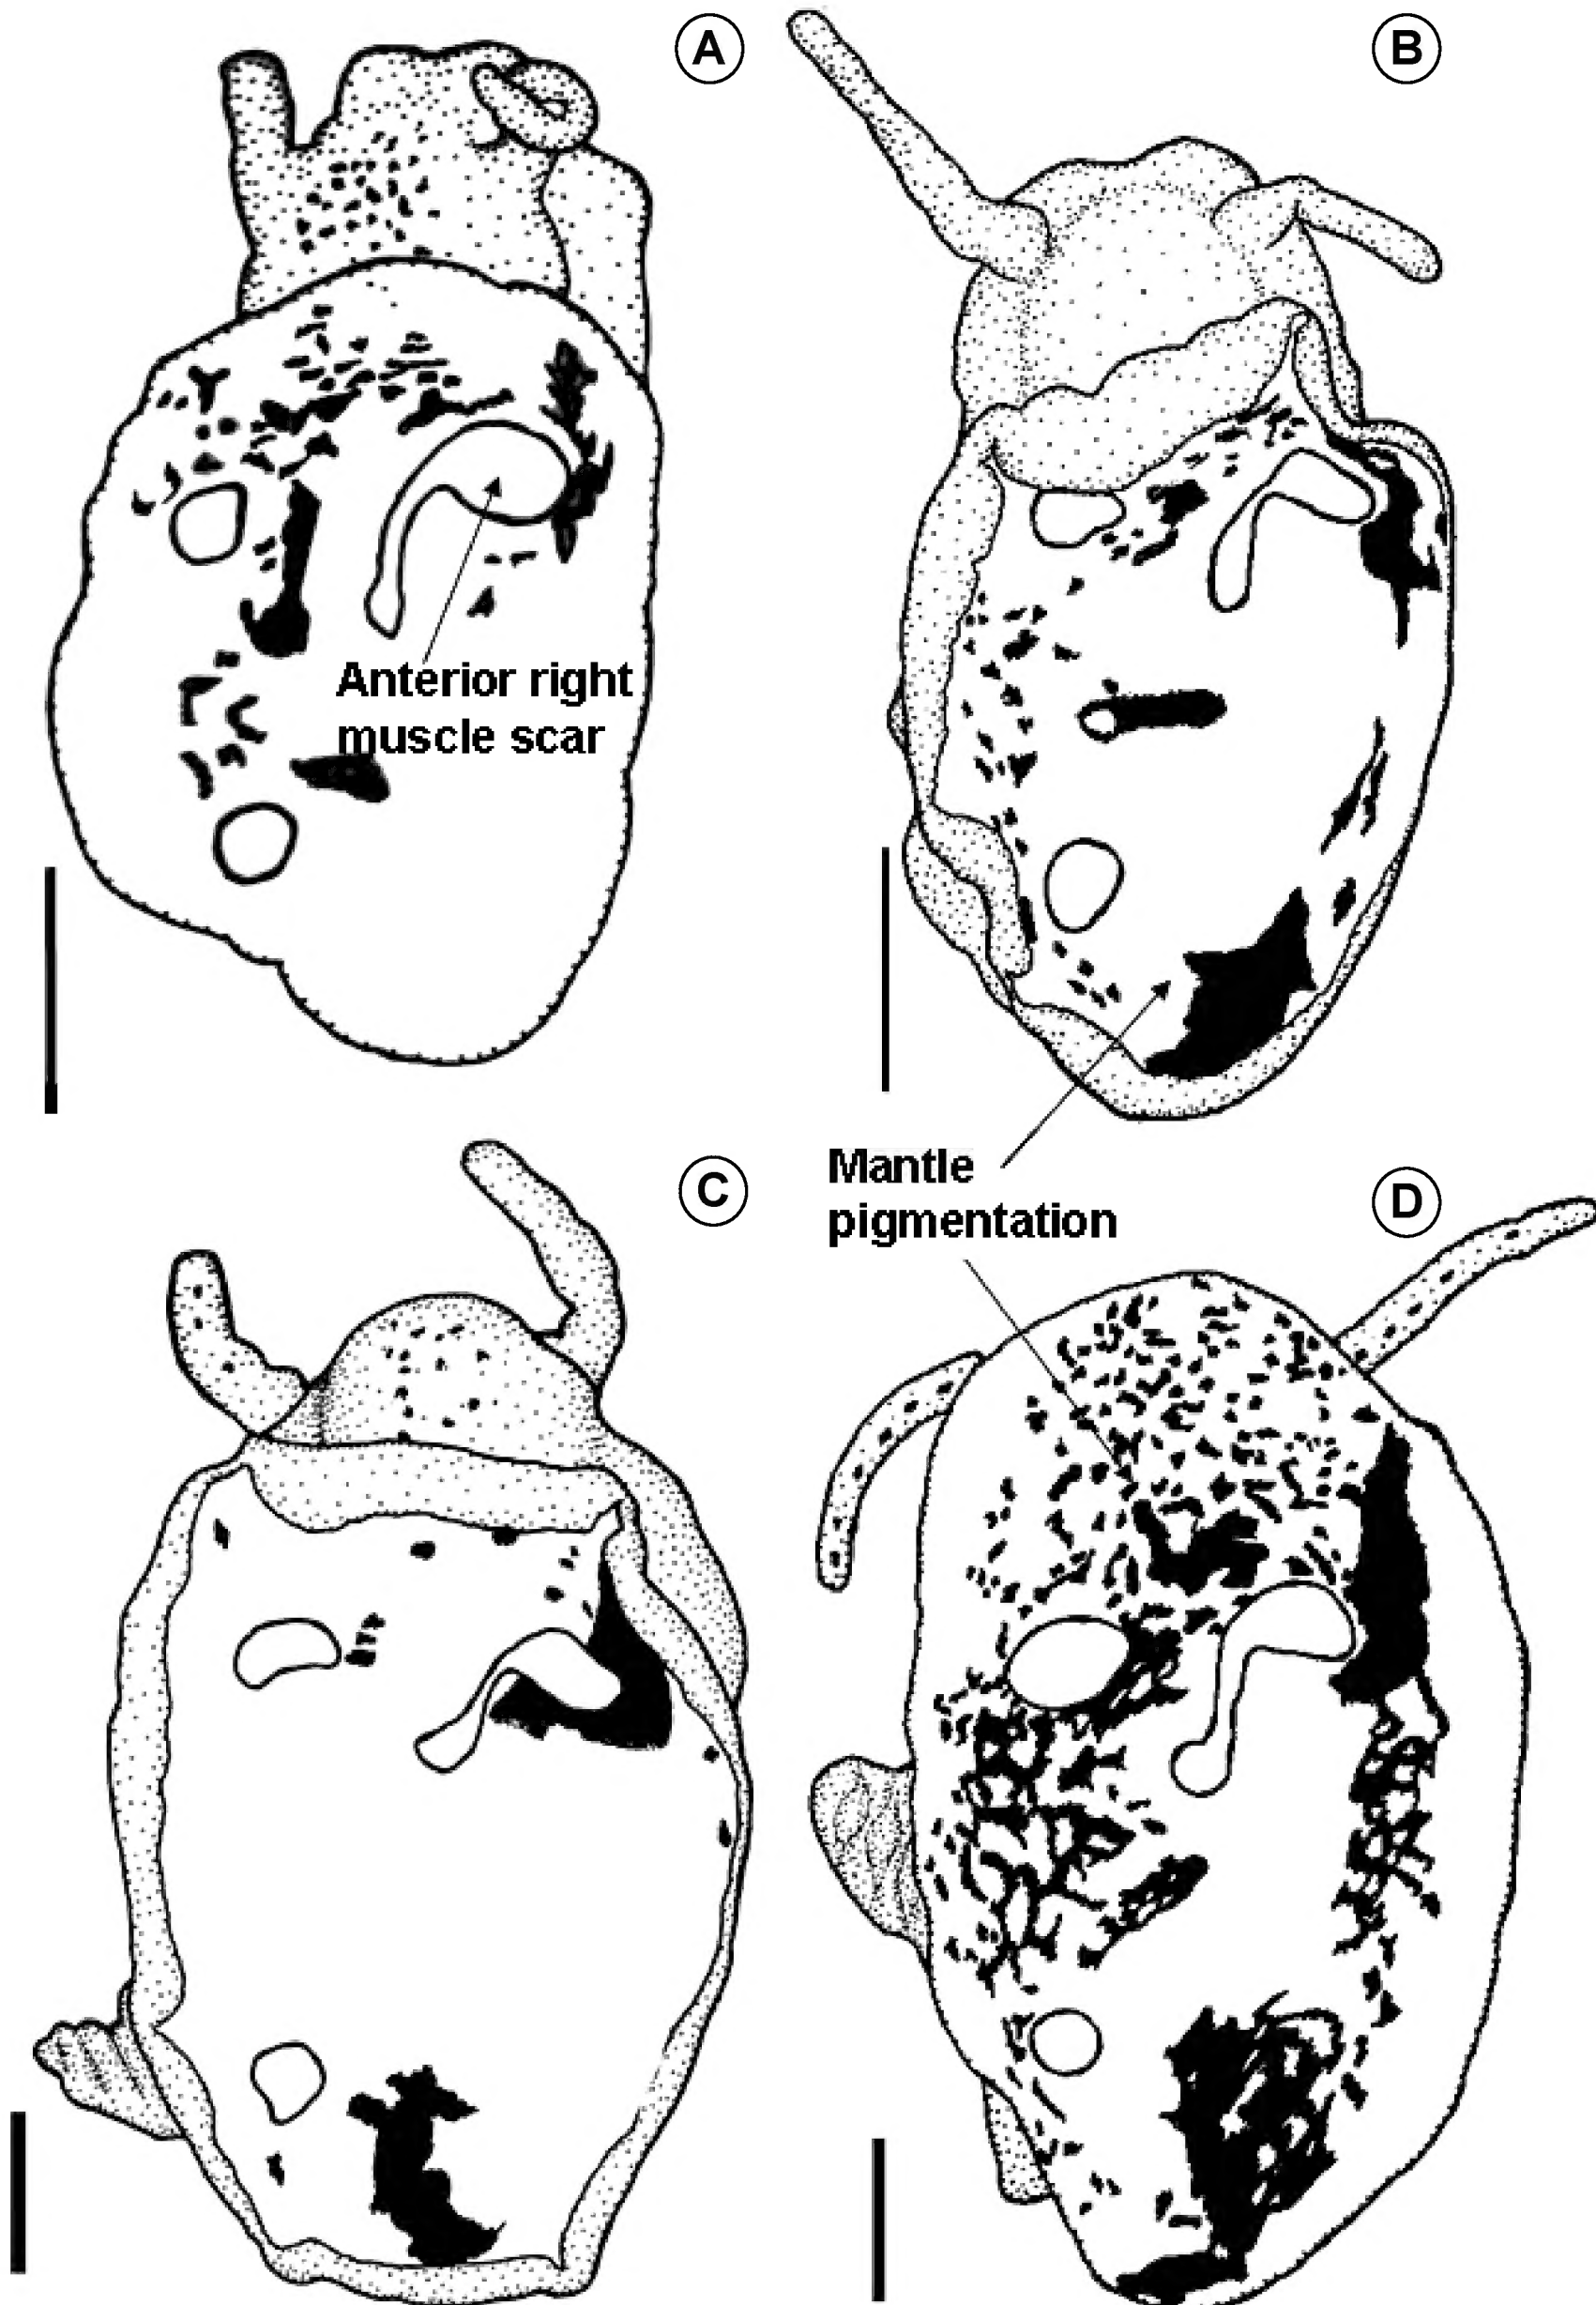 A
B
Anterior right
muscle scar
Mantle
pigmentation
C
D